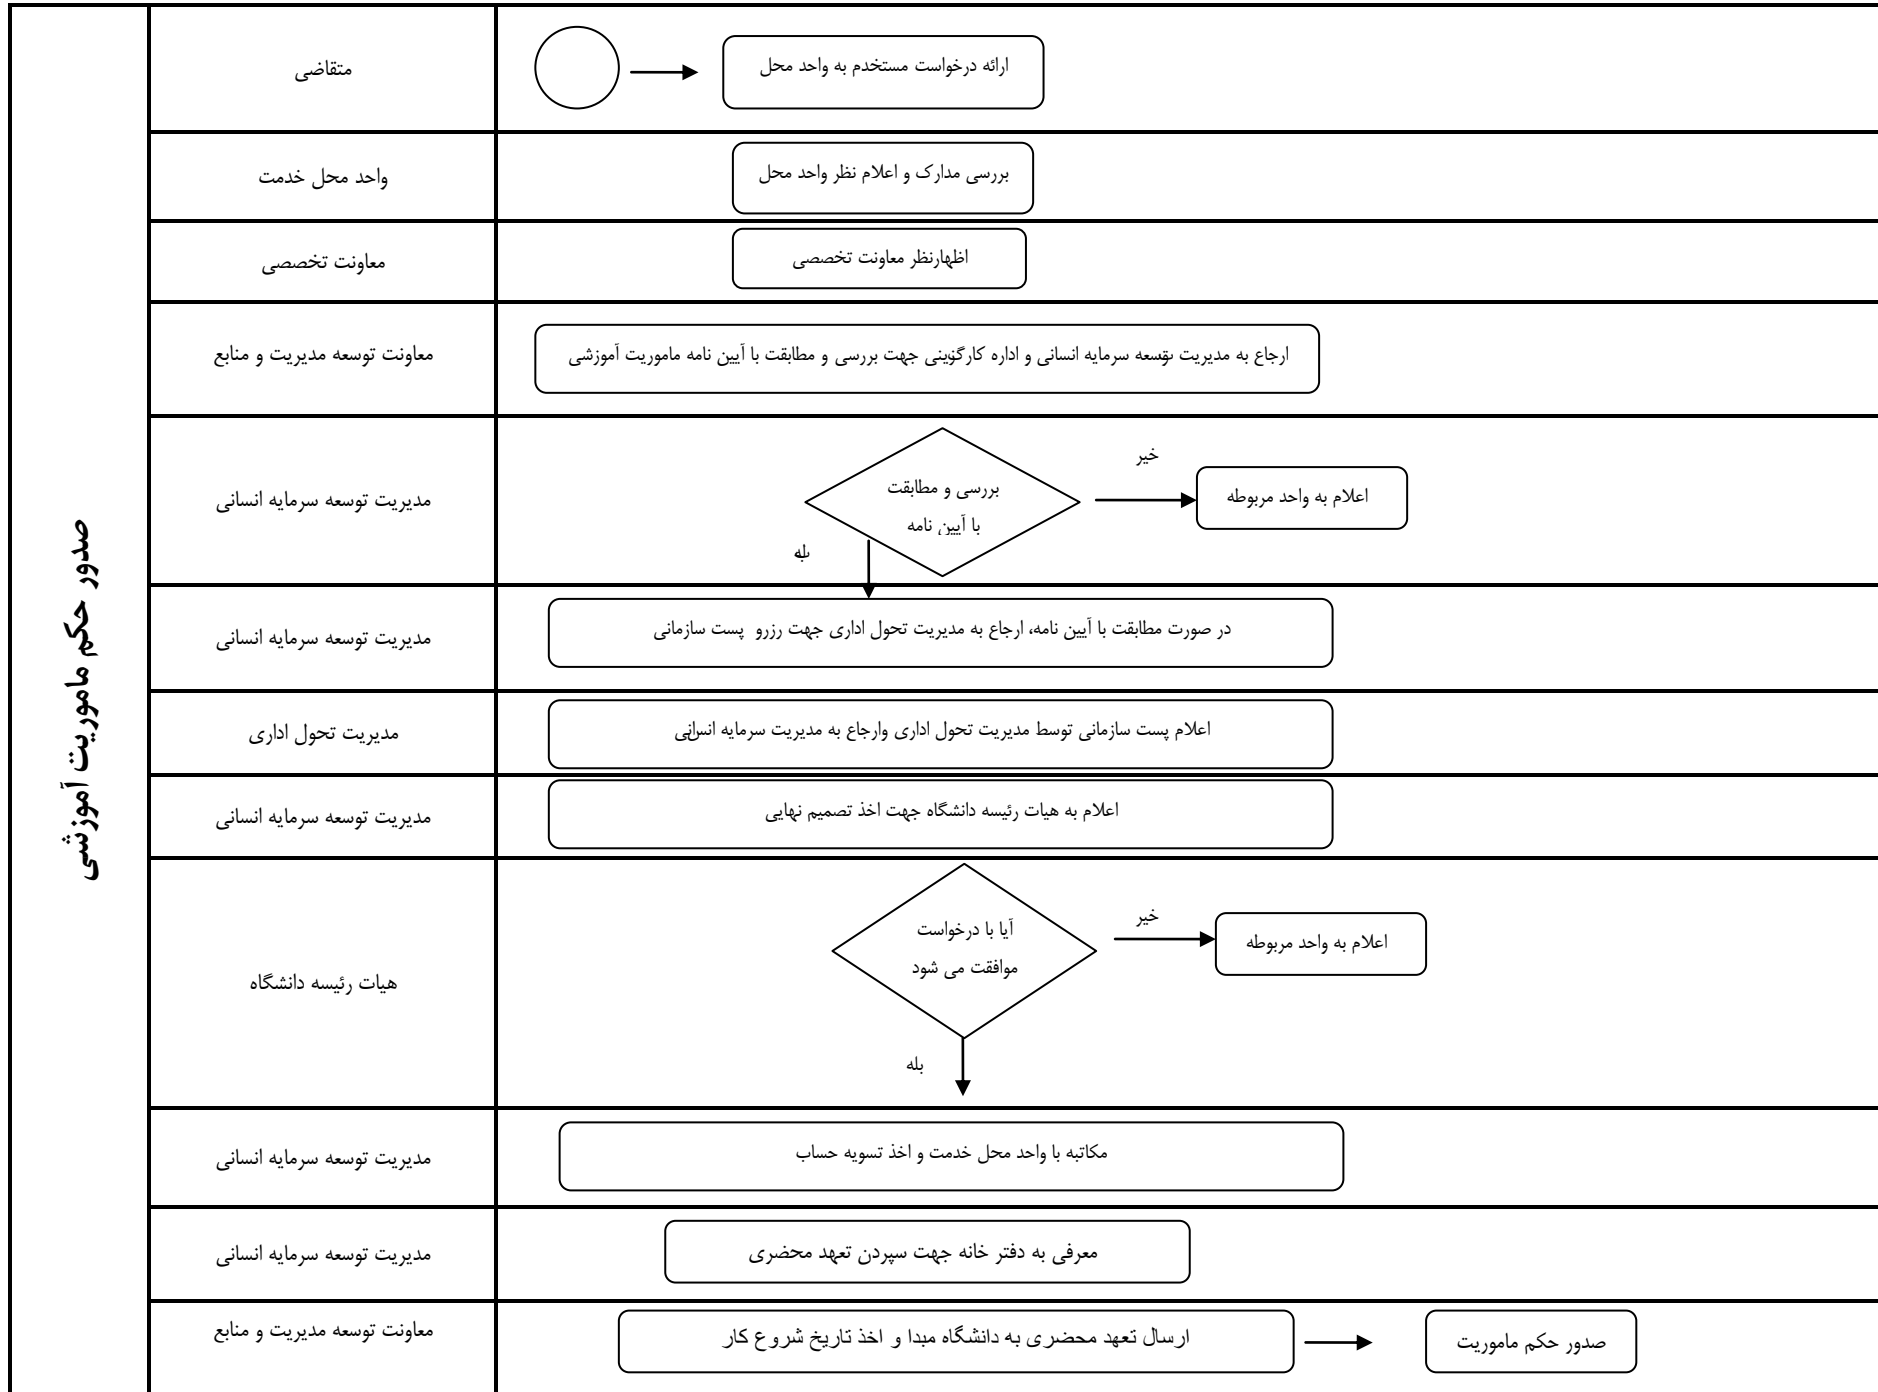 صدور حکم ماموریت آموزشی
متقاضی
ارائه درخواست مستخدم به واحد محل
واحد محل خدمت
بررسی مدارک و اعلام نظر واحد محل
معاونت تخصصی
اظهارنظر معاونت تخصصی
معاونت توسعه مدیریت و منابع
ارجاع به مدیریت توسعه سرمایه انسانی و اداره کارگزینی جهت بررسی و مطابقت با آیین نامه ماموریت آموزشی
مدیریت توسعه سرمایه انسانی
بررسی و مطابقت
با آیین نامه
خیر
اعلام به واحد مربوطه
بله
مدیریت توسعه سرمایه انسانی
در صورت مطابقت با آیین نامه، ارجاع به مدیریت تحول اداری جهت رزرو پست سازمانی
مدیریت تحول اداری
اعلام پست سازمانی توسط مدیریت تحول اداری وارجاع به مدیریت سرمایه انسانی
مدیریت توسعه سرمایه انسانی
اعلام به هیات رئیسه دانشگاه جهت اخذ تصمیم نهایی
هیات رئیسه دانشگاه
آیا با درخواست
موافقت می شود
خیر
اعلام به واحد مربوطه
بله
مدیریت توسعه سرمایه انسانی
مکاتبه با واحد محل خدمت و اخذ تسویه حساب
مدیریت توسعه سرمایه انسانی
معرفی به دفتر خانه جهت سپردن تعهد محضری
معاونت توسعه مدیریت و منابع
ارسال تعهد محضری به دانشگاه مبدا و اخذ تاریخ شروع کار
صدور حکم ماموریت